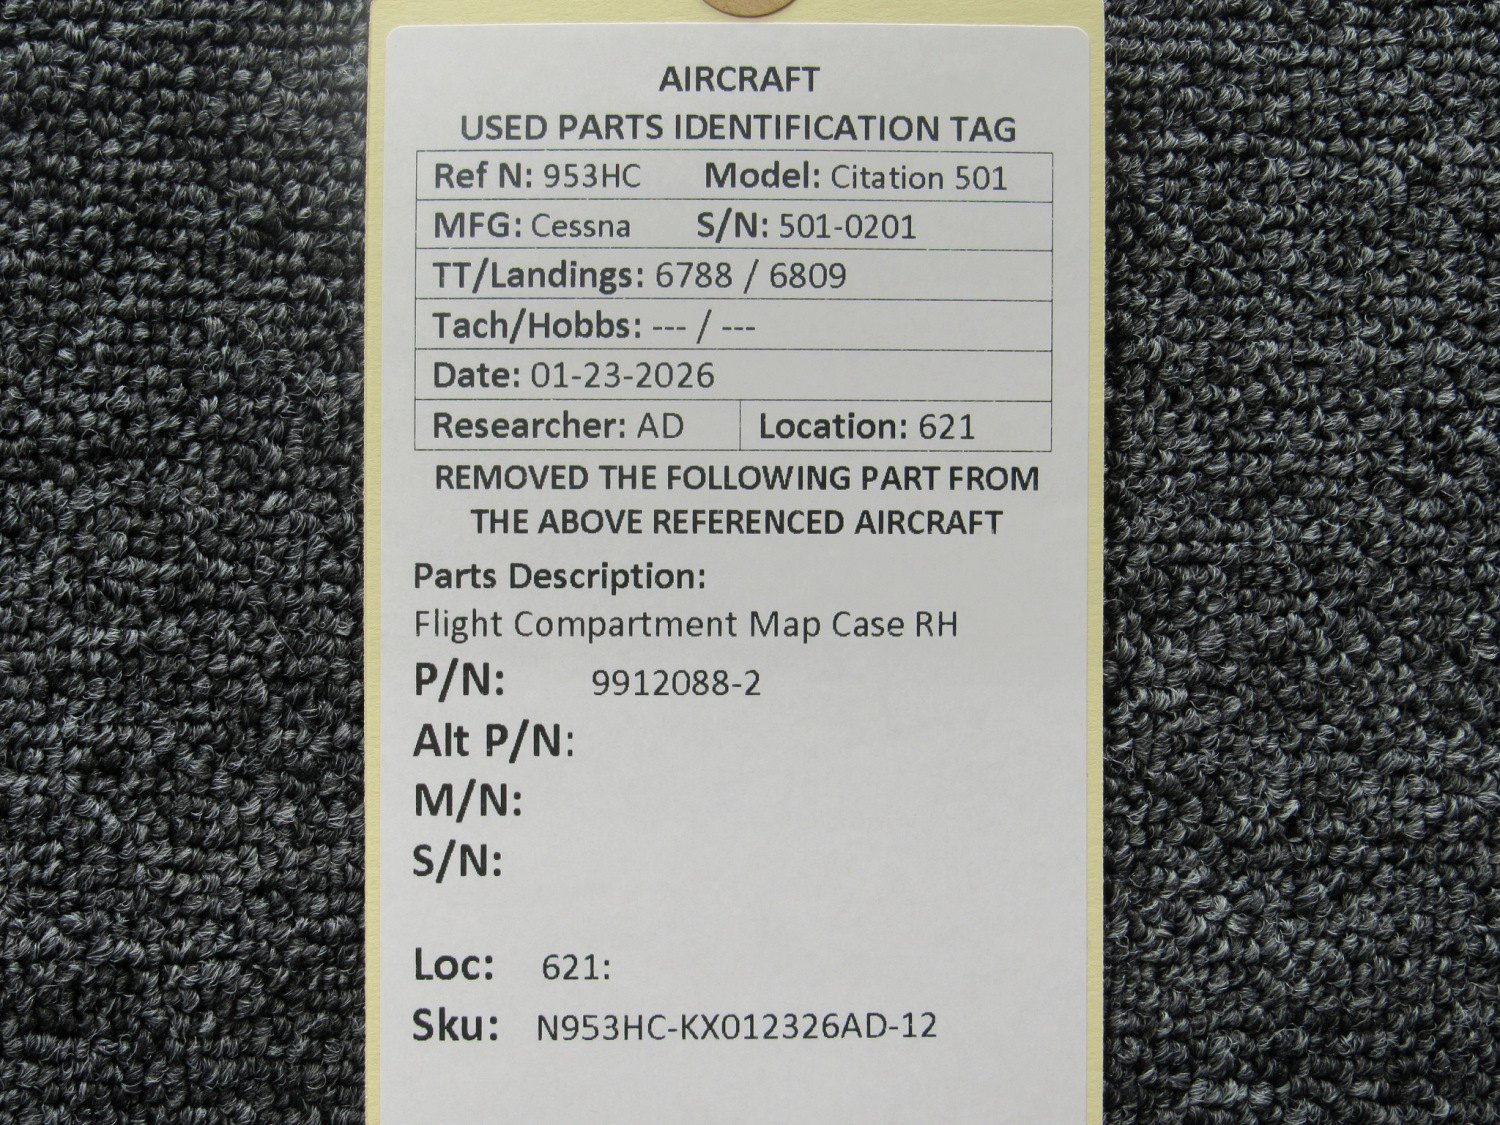 AIRCRAFT
USED PARTS IDENTIFICATION TAG
Ref N: 953HC Model: Citation 501
MFG: Cessna S/N: 501-0201
TT/Landings: 6788 / 6809
Tach/Hobbs: --- / ---
Date: 01-23-2026
Researcher: AD Location: 621
REMOVED THE FOLLOWING PART FROM
THE ABOVE REFERENCED AIRCRAFT
Parts Description:
Flight Compartment Map Case RH
P/N: 9912088-2
Alt P/N:
M/N:
S/N:
Loc: 621:
Sku: N953HC-KX012326AD-12